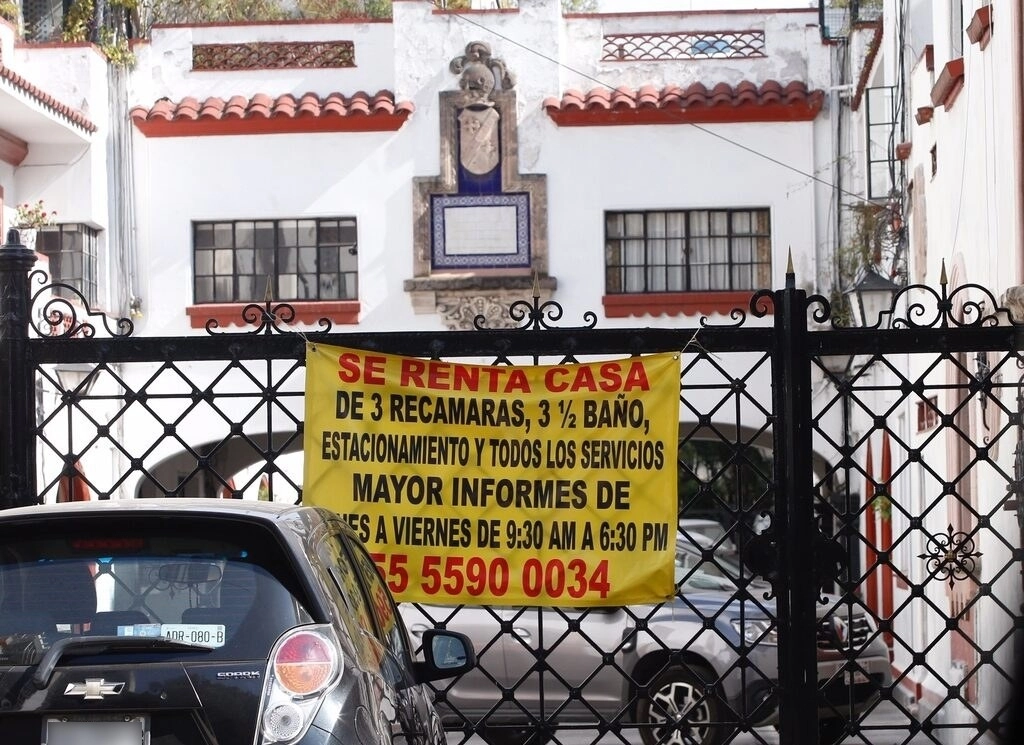 SE RENTA CASA
DE 3 RECAMARAS, 3 ½ BAÑO,
ESTACIONAMIENTO Y TODOS LOS SERVICIOS
MAYOR INFORMES DE
A VIERNES DE 9:30 AM A 6:30 PM
55 5590 0034
ADR-080-B